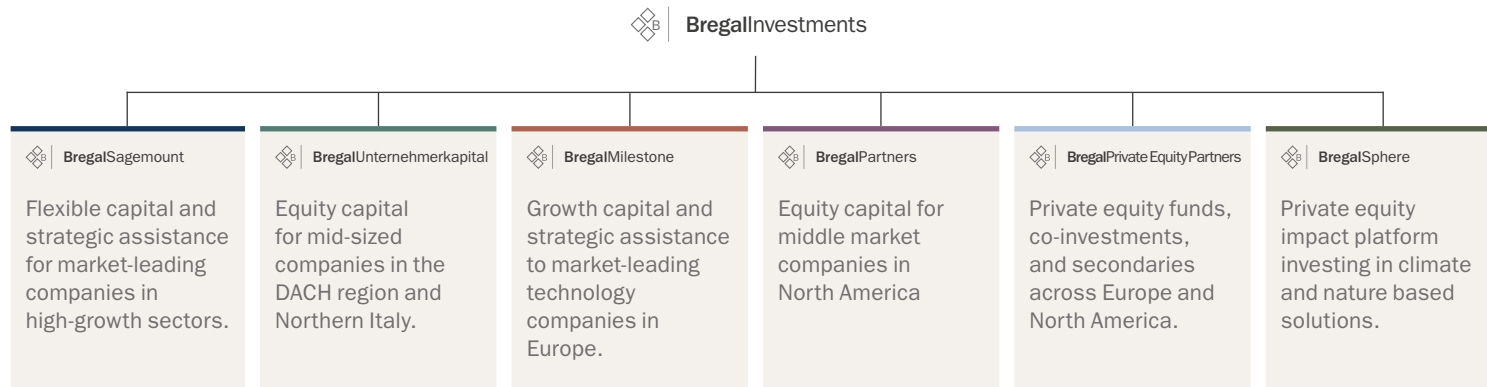 B BregalInvestments
B BregalSagemount
Flexible capital and
strategic assistance
for market-leading
companies in
high-growth sectors.
B BregalUnternehmerkapital
Equity capital
for mid-sized
companies in the
DACH region and
Northern Italy.
B BregalMilestone
Growth capital and
strategic assistance
to market-leading
technology
companies in
Europe.
B BregalPartners
Equity capital for
middle market
companies in
North America
B BregalPrivate Equity Partners
Private equity funds,
co-investments,
and secondaries
across Europe and
North America.
B BregalSphere
Private equity
impact platform
investing in climate
and nature based
solutions.